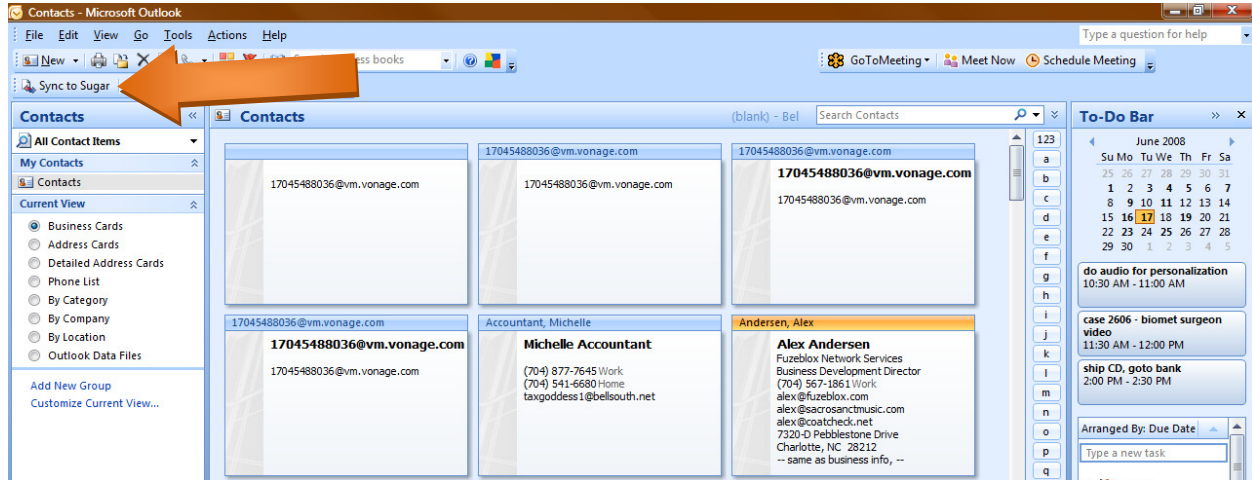 Contacts - Microsoft Outlook
File Edit View Go Tools Actions Help
Type a question for help
New
ess books
GoToMeeting Meet Now Schedule Meeting
Sync to Sugar
Contacts
All Contact Items
My Contacts
Contacts
Current View
Business Cards
Address Cards
Detailed Address Cards
Phone List
By Category
By Company
By Location
Outlook Data Files
Add New Group
Customize Current View...
Contacts
(blank) - Bel
Search Contacts
17045488036@vm.vonage.com
17045488036@vm.vonage.com
17045488036@vm.vonage.com
17045488036@vm.vonage.com
17045488036@vm.vonage.com
17045488036@vm.vonage.com
17045488036@vm.vonage.com
17045488036@vm.vonage.com
17045488036@vm.vonage.com
Accountant, Michelle
Michelle Accountant
(704) 877-7645 Work
(704) 541-6680 Home
taxgoddess1@bellsouth.net
Andersen, Alex
Alex Andersen
Fuzeblox Network Services
Business Development Director
(704) 567-1861 Work
alex@fuzeblox.com
alex@sacrosanctmusic.com
alex@coatcheck.net
7320-D Pebblestone Drive
Charlotte, NC 28212
-- same as business info, --
123
a
b
c
d
e
f
g
h
i
j
k
l
m
n
o
p
q
To-Do Bar
June 2008
Su Mo Tu We Th Fr Sa
25 26 27 28 29 30 31
1 2 3 4 5 6 7
8 9 10 11 12 13 14
15 16 17 18 19 20 21
22 23 24 25 26 27 28
29 30 1 2 3 4 5
do audio for personalization
10:30 AM - 11:00 AM
case 2606 - biomet surgeon
video
11:30 AM - 12:00 PM
ship CD, goto bank
2:00 PM - 2:30 PM
Arranged By: Due Date
Type a new task